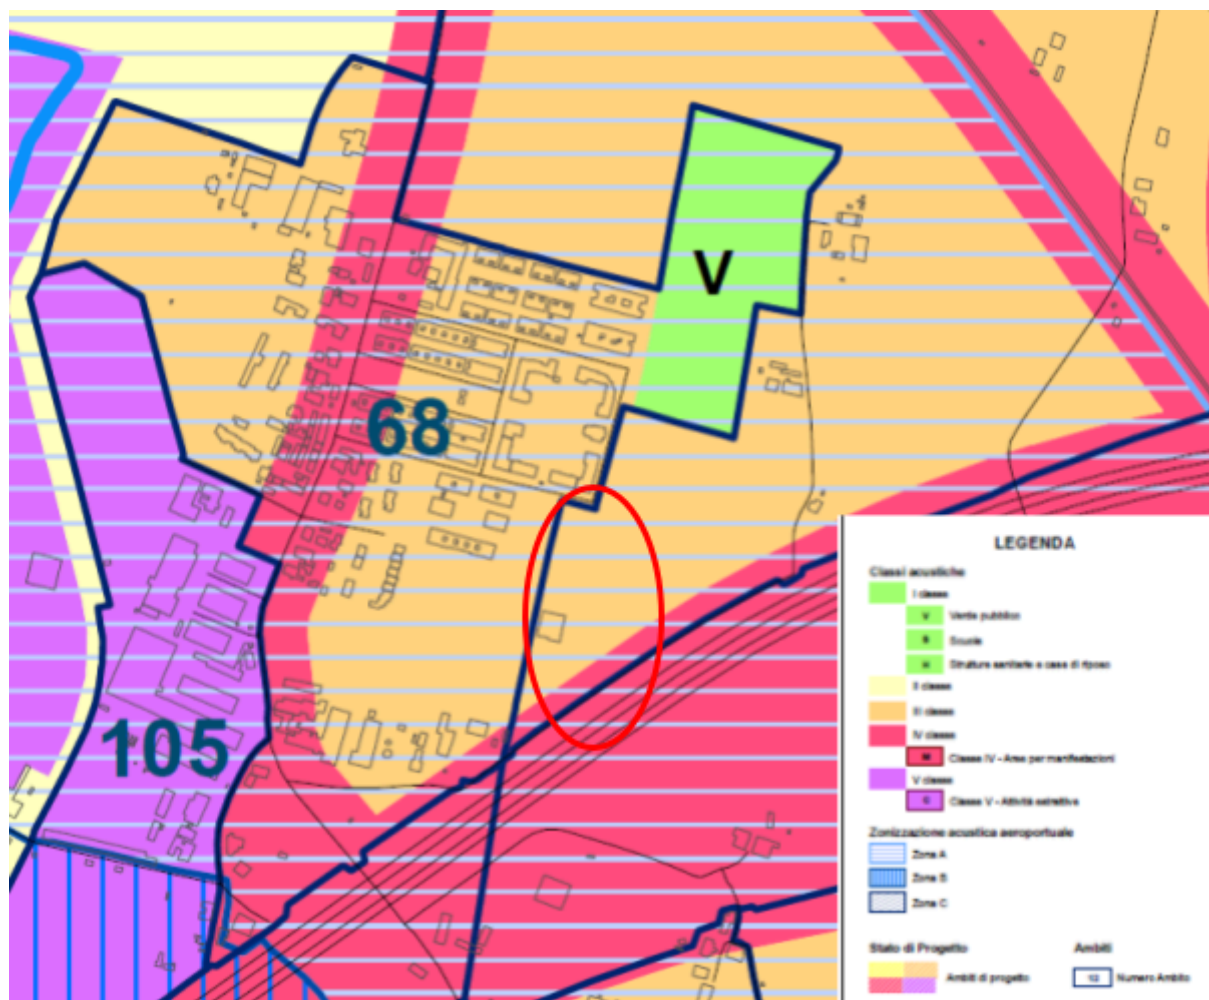 V
68
105
LEGENDA
Classi acustiche
I classe
V Verde pubblico
S Scuole
H Strutture sanitarie e case di riposo
II classe
III classe
IV classe
M Classe IV - Aree per manifestazioni
V classe
Classe V - Attività estrattive
Zonizzazione acustica aeroportuale
Zona A
Zona B
Zona C
Stato di Progetto
Ambiti
Ambiti di progetto
Numero Ambito